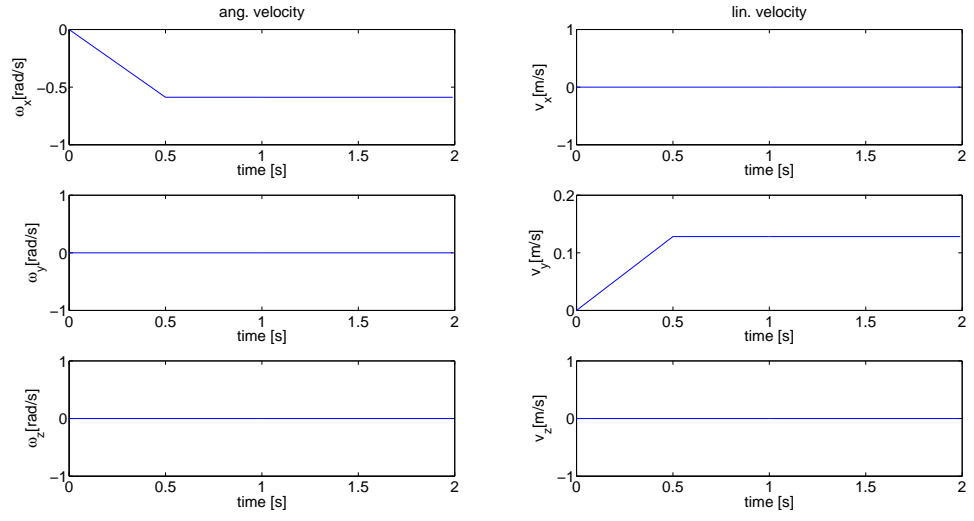 ang. velocity
lin. velocity
0
−0.5
−1
ω_x[rad/s]
0 0.5 1 1.5 2
time [s]
1
0
−1
v_x[m/s]
0 0.5 1 1.5 2
time [s]
1
0
−1
ω_y[rad/s]
0 0.5 1 1.5 2
time [s]
0.2
0.1
0
v_y[m/s]
0 0.5 1 1.5 2
time [s]
1
0
−1
ω_z[rad/s]
0 0.5 1 1.5 2
time [s]
1
0
−1
v_z[m/s]
0 0.5 1 1.5 2
time [s]